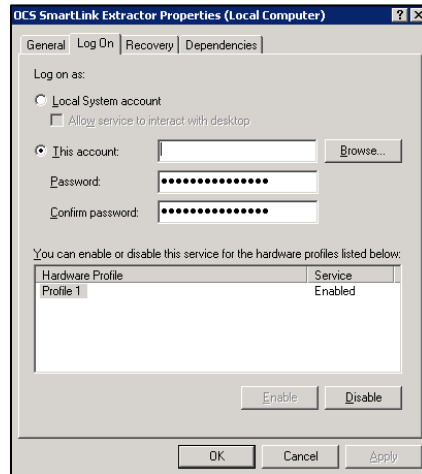 OCS SmartLink Extractor Properties (Local Computer)
General Log On Recovery Dependencies
Log on as:
Local System account
Allow service to interact with desktop
This account: Browse...
Password: •••••••••••••••
Confirm password: •••••••••••••••
You can enable or disable this service for the hardware profiles listed below:
Hardware Profile Service
Profile 1 Enabled
Enable Disable
OK Cancel Apply